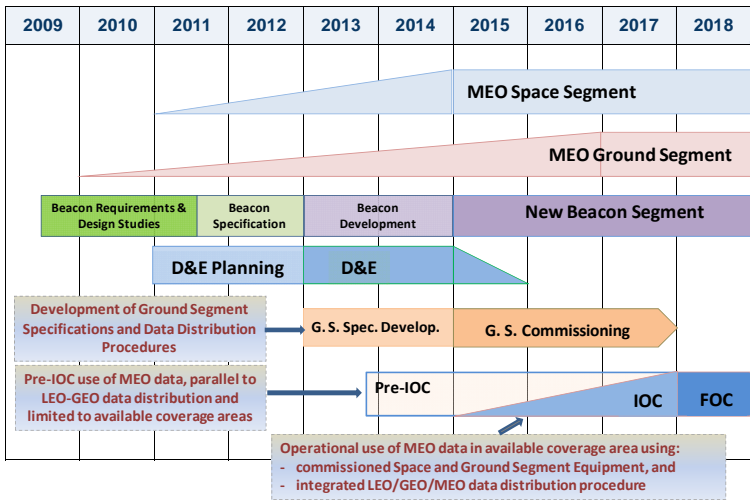 2009 2010 2011 2012 2013 2014 2015 2016 2017 2018
MEO Space Segment
MEO Ground Segment
Beacon Requirements &
Design Studies
Beacon
Specification
Beacon
Development
New Beacon Segment
D&E Planning
D&E
Development of Ground Segment
Specifications and Data Distribution
Procedures
G. S. Spec. Develop.
G. S. Commissioning
Pre-IOC use of MEO data, parallel to
LEO-GEO data distribution and
limited to available coverage areas
Pre-IOC
IOC
FOC
Operational use of MEO data in available coverage area using:
- commissioned Space and Ground Segment Equipment, and
- integrated LEO/GEO/MEO data distribution procedure